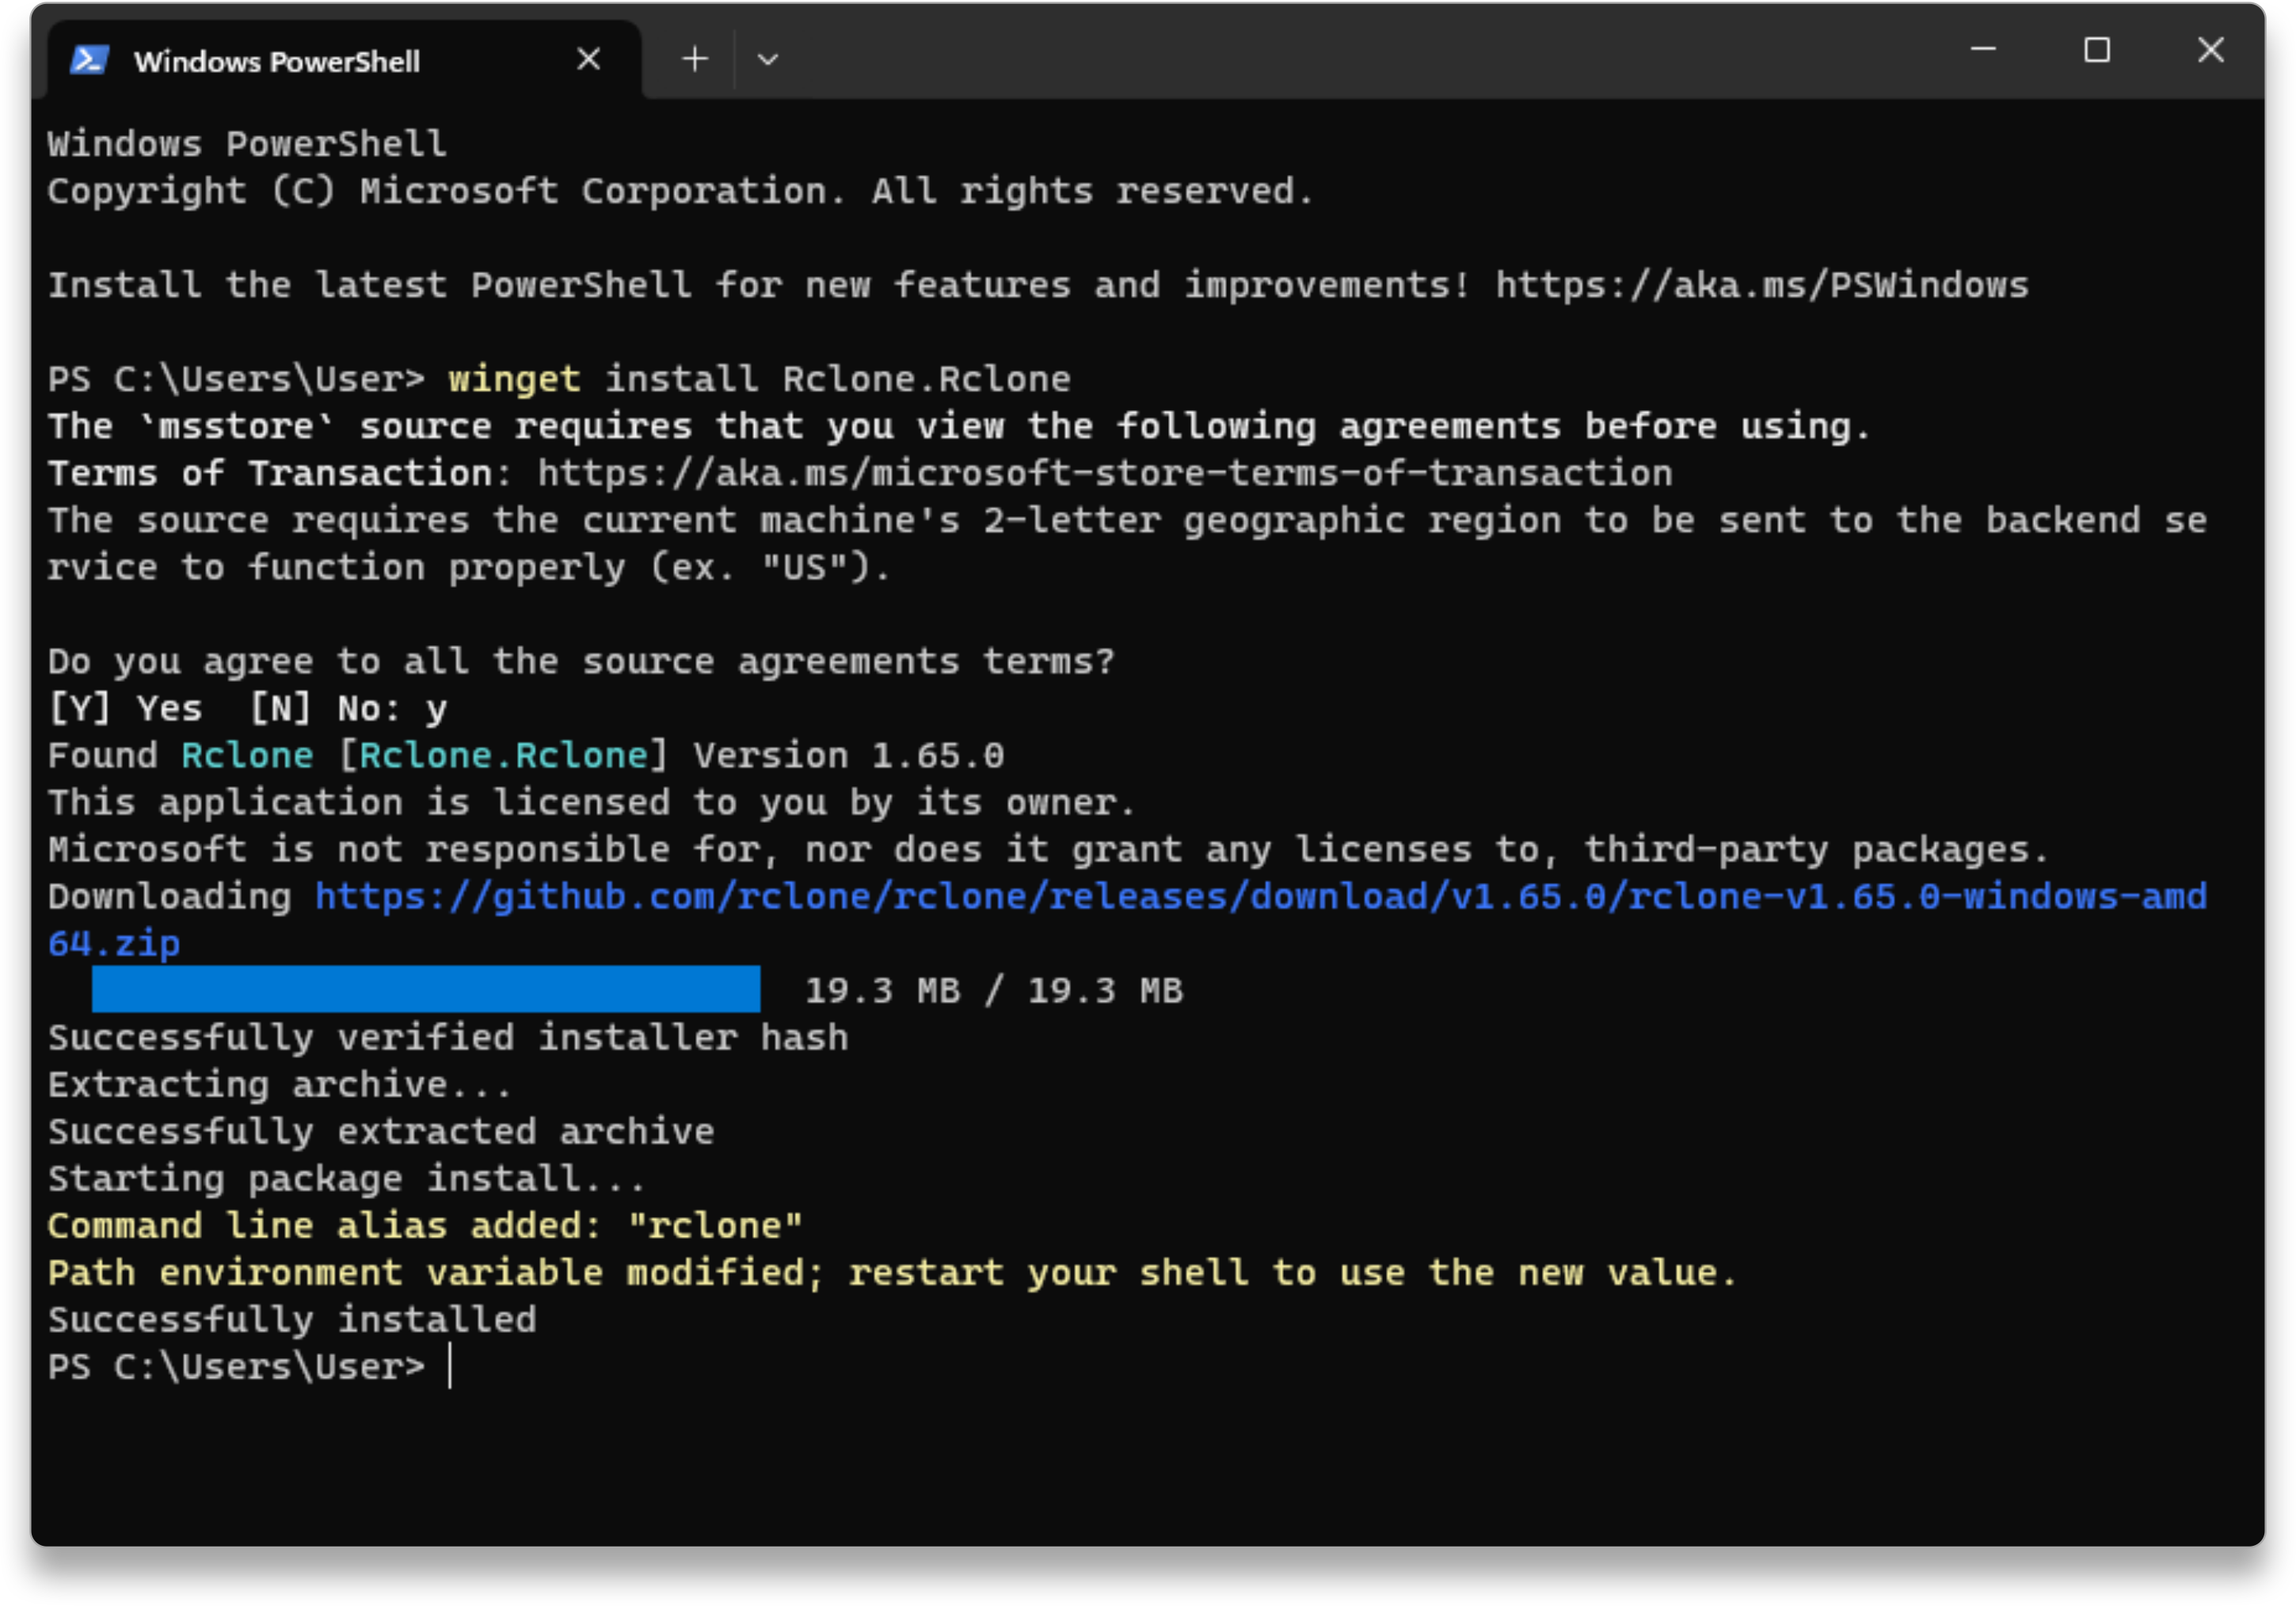 Windows PowerShell
Windows PowerShell
Copyright (C) Microsoft Corporation. All rights reserved.
Install the latest PowerShell for new features and improvements! https://aka.ms/PSWindows
PS C:\Users\User> winget install Rclone.Rclone
The `msstore` source requires that you view the following agreements before using.
Terms of Transaction: https://aka.ms/microsoft-store-terms-of-transaction
The source requires the current machine's 2-letter geographic region to be sent to the backend se
rvice to function properly (ex. "US").
Do you agree to all the source agreements terms?
[Y] Yes  [N] No: y
Found Rclone [Rclone.Rclone] Version 1.65.0
This application is licensed to you by its owner.
Microsoft is not responsible for, nor does it grant any licenses to, third-party packages.
Downloading https://github.com/rclone/rclone/releases/download/v1.65.0/rclone-v1.65.0-windows-amd
64.zip
19.3 MB / 19.3 MB
Successfully verified installer hash
Extracting archive...
Successfully extracted archive
Starting package install...
Command line alias added: "rclone"
Path environment variable modified; restart your shell to use the new value.
Successfully installed
PS C:\Users\User>